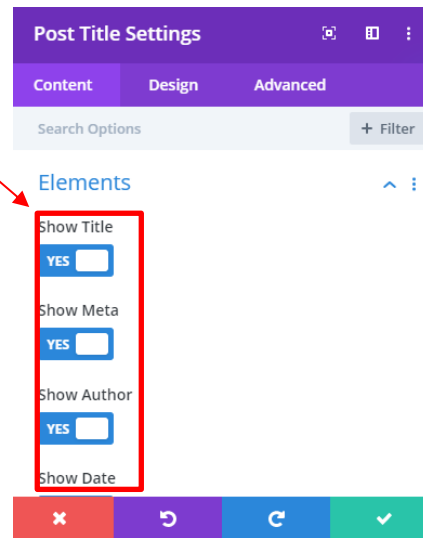 Post Title Settings
Content Design Advanced
Search Options + Filter
Elements
Show Title
YES
Show Meta
YES
Show Author
YES
Show Date